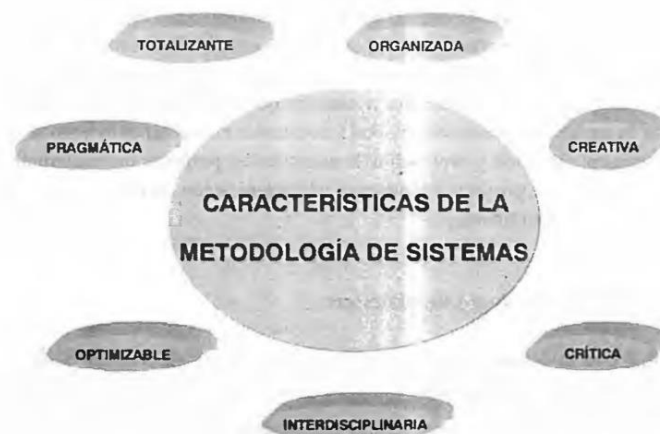 TOTALIZANTE
ORGANIZADA
PRAGMÁTICA
CREATIVA
CARACTERÍSTICAS DE LA
METODOLOGÍA DE SISTEMAS
OPTIMIZABLE
CRÍTICA
INTERDISCIPLINARIA